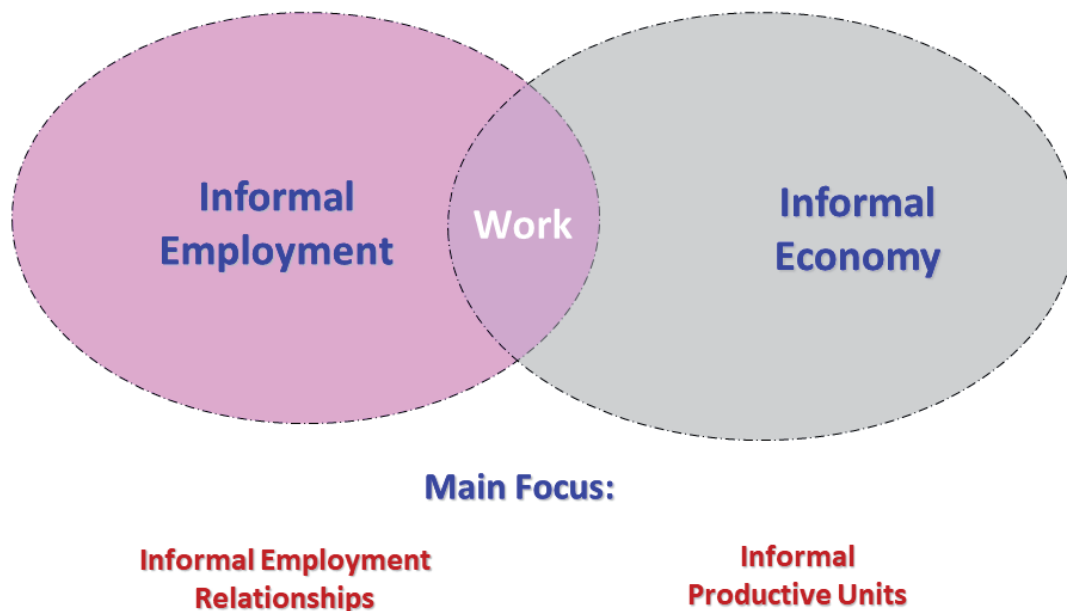 Informal
Employment
Work
Informal
Economy
Main Focus:
Informal Employment
Relationships
Informal
Productive Units